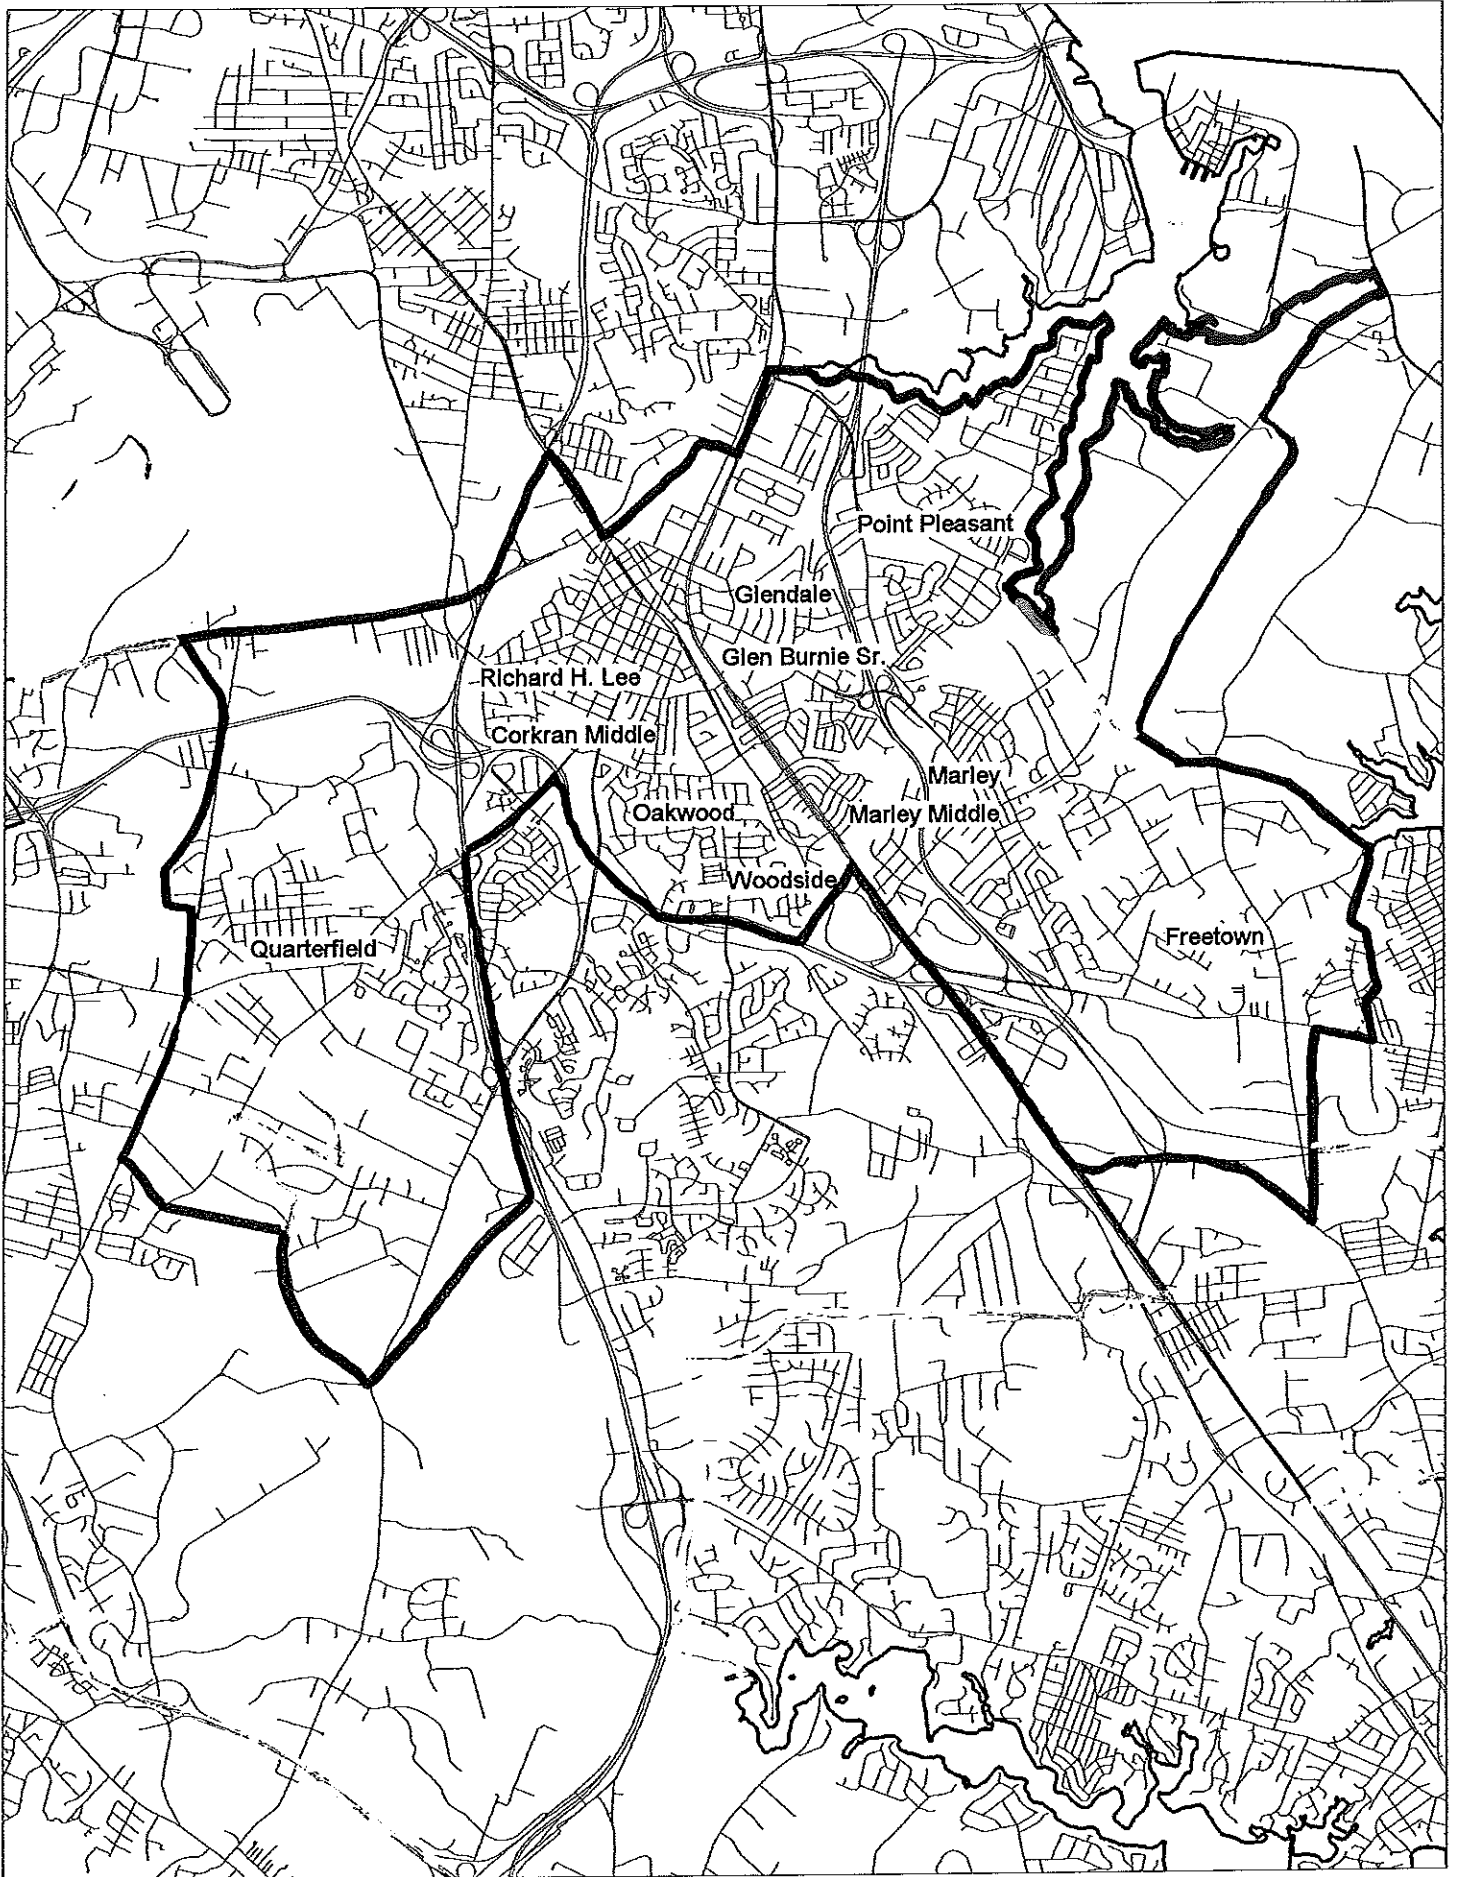 Point Pleasant
Glendale
Glen Burnie Sr.
Richard H. Lee
Corkran Middle
Marley
Oakwood
Marley Middle
Woodside
Freetown
Quarterfield